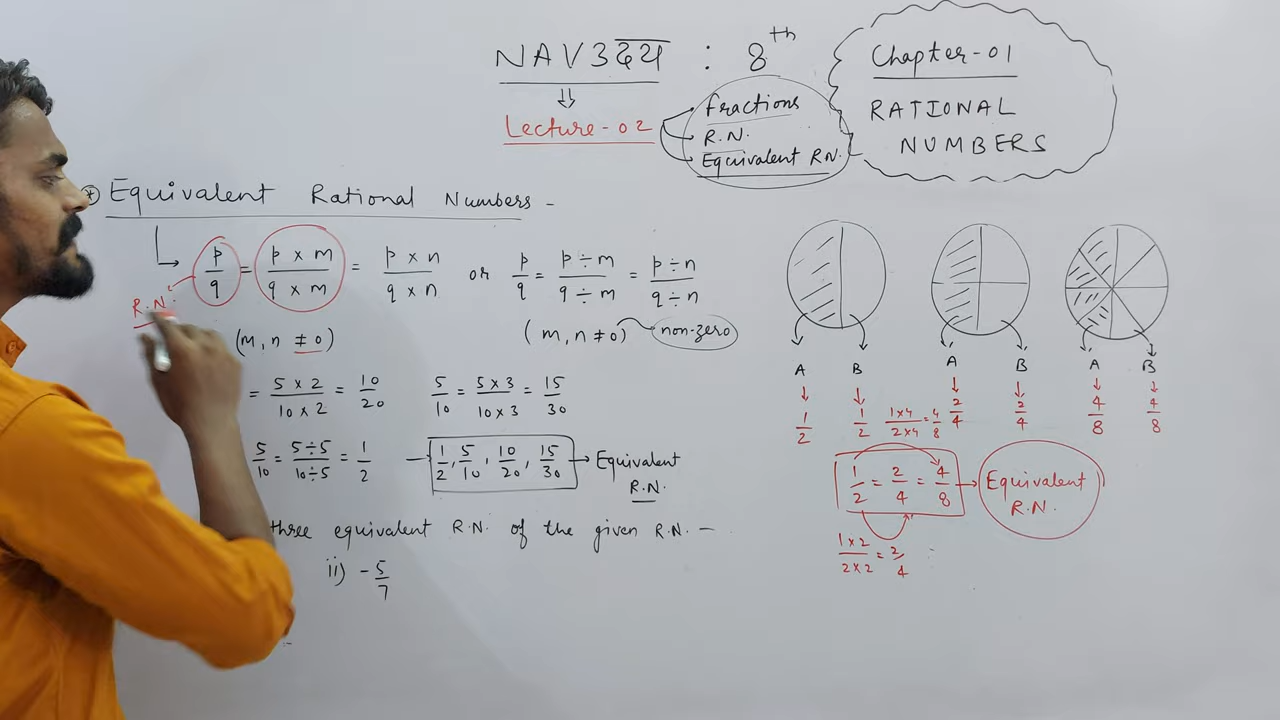 NAV3दय : 8th
Lecture-02
Fractions
R.N.
Equivalent R.N.
Chapter-01
RATIONAL
NUMBERS
Equivalent Rational Numbers -
p/q = p × m/q × m = p × n/q × n or p/q = p ÷ m/q ÷ m = p ÷ n/q ÷ n
R.N.
(m, n ≠ 0)
(m, n ≠ 0) non-zero
= 5 × 2/10 × 2 = 10/20
5/10 = 5 × 3/10 × 3 = 15/30
5/10 = 5 ÷ 5/10 ÷ 5 = 1/2
1/2, 5/10, 10/20, 15/30 → Equivalent
R.N.
three equivalent R.N. of the given R.N. -
ii) -5/7
A B A B A B
1/2 1/2 2/4 2/4 4/8 4/8
1×4/2×4 = 4/8
1/2 = 2/4 = 4/8 → Equivalent
R.N.
1×2/2×2 = 2/4